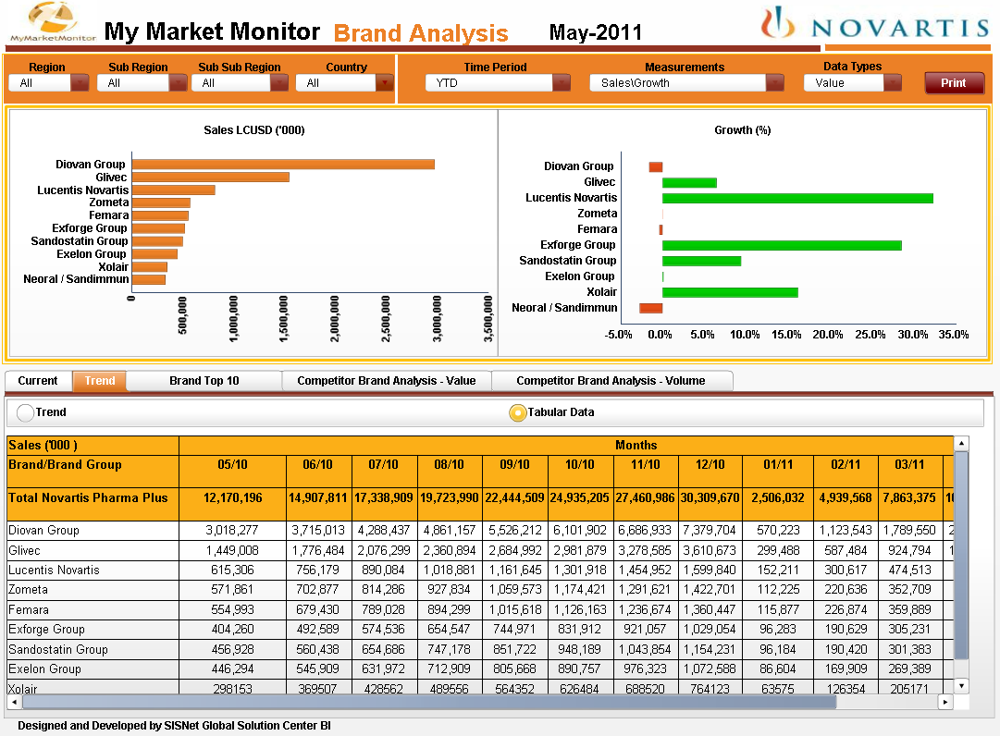 MyMarketMonitor
My Market Monitor Brand Analysis May-2011
NOVARTIS
Region Sub Region Sub Sub Region Country Time Period Measurements Data Types
All All All All YTD Sales\Growth Value Print
Sales LCUSD ('000)
Diovan Group
Glivec
Lucentis Novartis
Zometa
Femara
Exforge Group
Sandostatin Group
Exelon Group
Xolair
Neoral / Sandimmun
0 500,000 1,000,000 1,500,000 2,000,000 2,500,000 3,000,000 3,500,000
Growth (%)
Diovan Group
Glivec
Lucentis Novartis
Zometa
Femara
Exforge Group
Sandostatin Group
Exelon Group
Xolair
Neoral / Sandimmun
-5.0% 0.0% 5.0% 10.0% 15.0% 20.0% 25.0% 30.0% 35.0%
Current Trend Brand Top 10 Competitor Brand Analysis - Value Competitor Brand Analysis - Volume
Trend Tabular Data
Sales ('000 ) Months
Brand/Brand Group 05/10 06/10 07/10 08/10 09/10 10/10 11/10 12/10 01/11 02/11 03/11
Total Novartis Pharma Plus 12,170,196 14,907,811 17,338,909 19,723,990 22,444,509 24,935,205 27,460,986 30,309,670 2,506,032 4,939,568 7,863,375
Diovan Group 3,018,277 3,715,013 4,288,437 4,861,157 5,526,212 6,101,902 6,686,933 7,379,704 570,223 1,123,543 1,789,550
Glivec 1,449,008 1,776,484 2,076,299 2,360,894 2,684,992 2,981,879 3,278,585 3,610,673 299,488 587,484 924,794
Lucentis Novartis 615,306 756,179 890,084 1,018,881 1,161,645 1,301,918 1,454,952 1,599,840 152,211 300,617 474,513
Zometa 571,861 702,877 814,286 927,834 1,059,573 1,174,421 1,291,621 1,422,701 112,225 220,636 352,709
Femara 554,993 679,430 789,028 894,299 1,015,618 1,126,163 1,236,674 1,360,447 115,877 226,874 359,889
Exforge Group 404,260 492,589 574,536 654,547 744,971 831,912 921,057 1,029,054 96,283 190,629 305,231
Sandostatin Group 456,928 560,438 654,686 747,178 851,722 948,189 1,043,854 1,154,231 96,184 190,420 301,383
Exelon Group 446,294 545,909 631,972 712,909 805,668 890,757 976,323 1,072,588 86,604 169,909 269,389
Xolair 298153 369507 428562 489556 564352 626484 688520 764123 63575 126354 205171
Designed and Developed by SISNet Global Solution Center BI